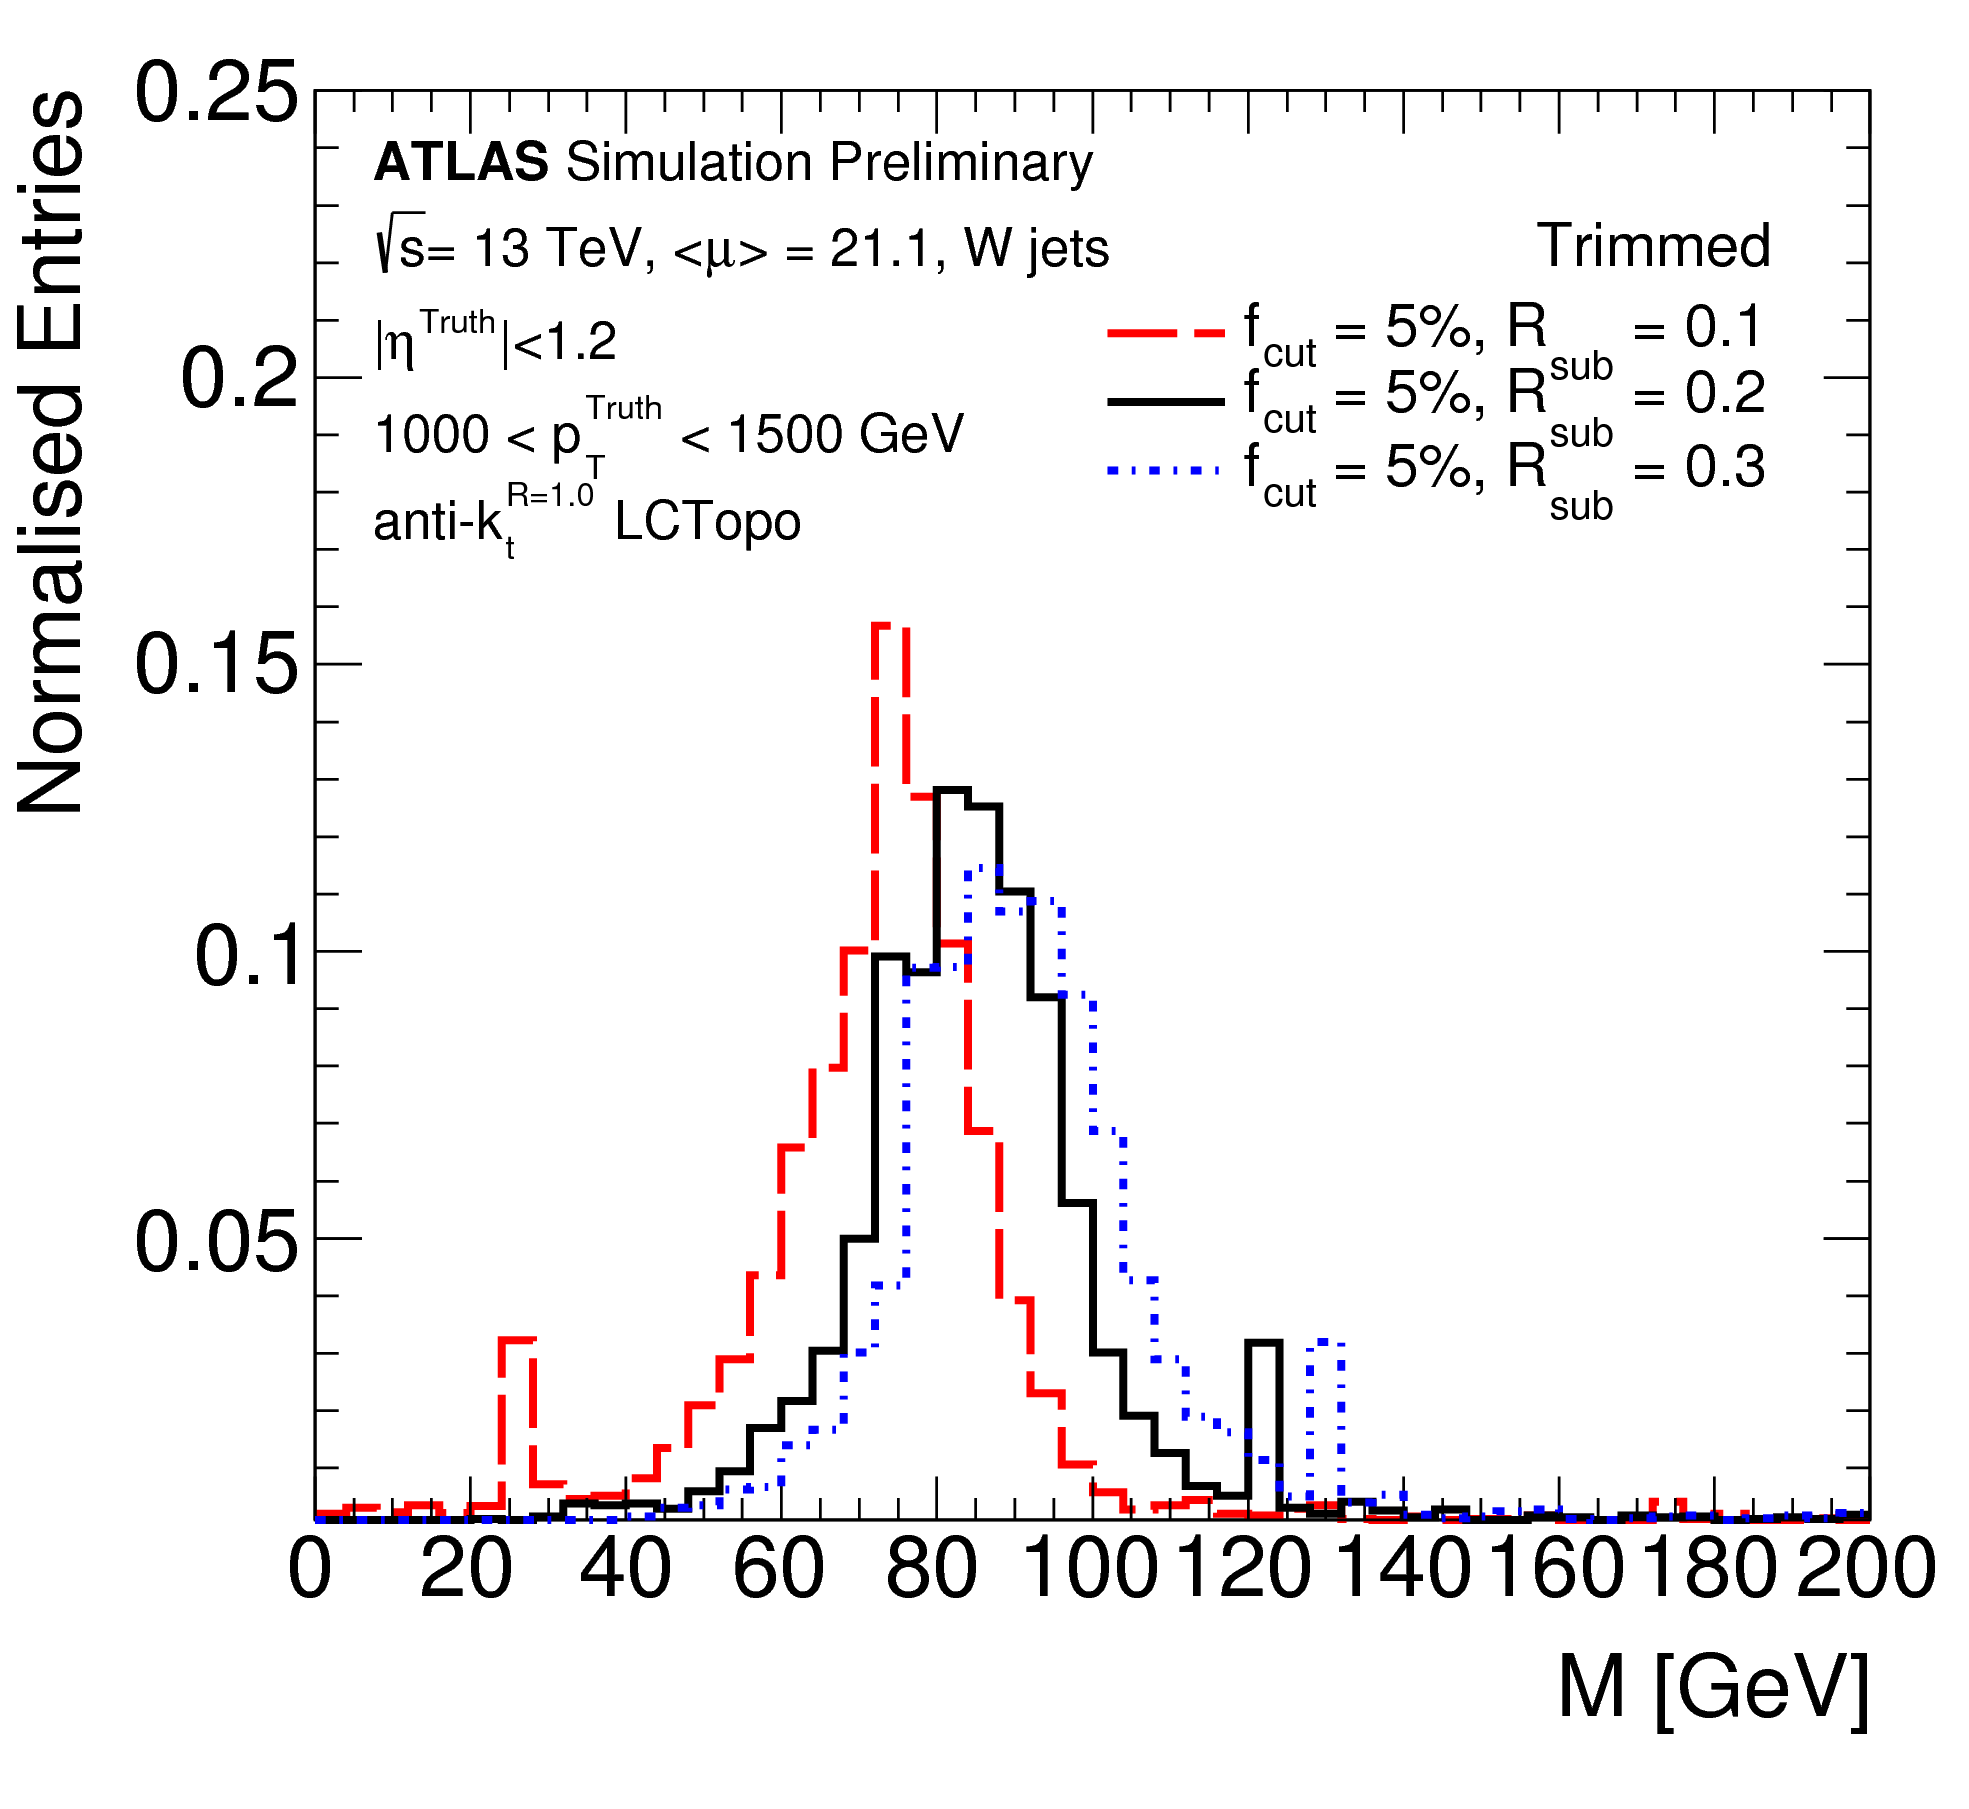 Normalised Entries
0.25
0.2
0.15
0.1
0.05
ATLAS Simulation Preliminary
√s= 13 TeV, <μ> = 21.1, W jets
|η^Truth|<1.2
1000 < p_T^Truth < 1500 GeV
anti-k_t^R=1.0 LCTopo
Trimmed
f_cut = 5%, R_sub = 0.1
f_cut = 5%, R_sub = 0.2
f_cut = 5%, R_sub = 0.3
0 20 40 60 80 100 120 140 160 180 200
M [GeV]